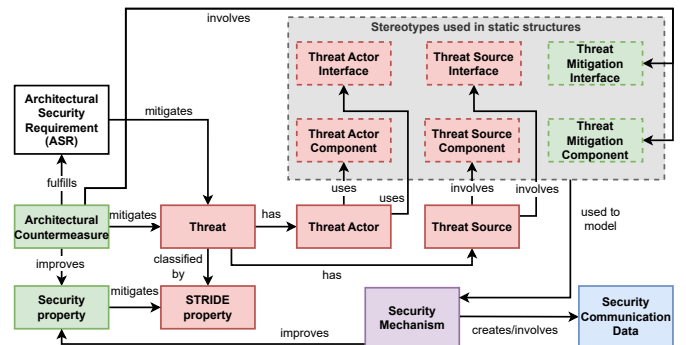 involves
Stereotypes used in static structures
Threat Actor
Interface
Threat Source
Interface
Threat
Mitigation
Interface
Architectural
Security
Requirement
(ASR)
mitigates
Threat Actor
Component
Threat Source
Component
Threat
Mitigation
Component
fulfills
uses
uses
involves
involves
Architectural
Countermeasure
mitigates
Threat
has
Threat Actor
Threat Source
used to
model
improves
classified
by
has
Security
property
mitigates
STRIDE
property
Security
Mechanism
creates/involves
Security
Communication
Data
improves